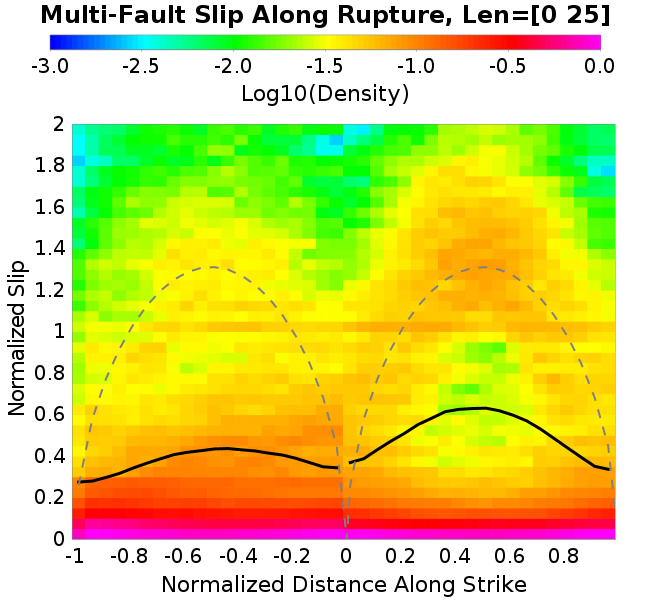 Multi-Fault Slip Along Rupture, Len=[0 25]
-3.0 -2.5 -2.0 -1.5 -1.0 -0.5 0.0
Log10(Density)
2
1.8
1.6
1.4
1.2
1
0.8
0.6
0.4
0.2
0
Normalized Slip
-1 -0.8 -0.6 -0.4 -0.2 0 0.2 0.4 0.6 0.8
Normalized Distance Along Strike